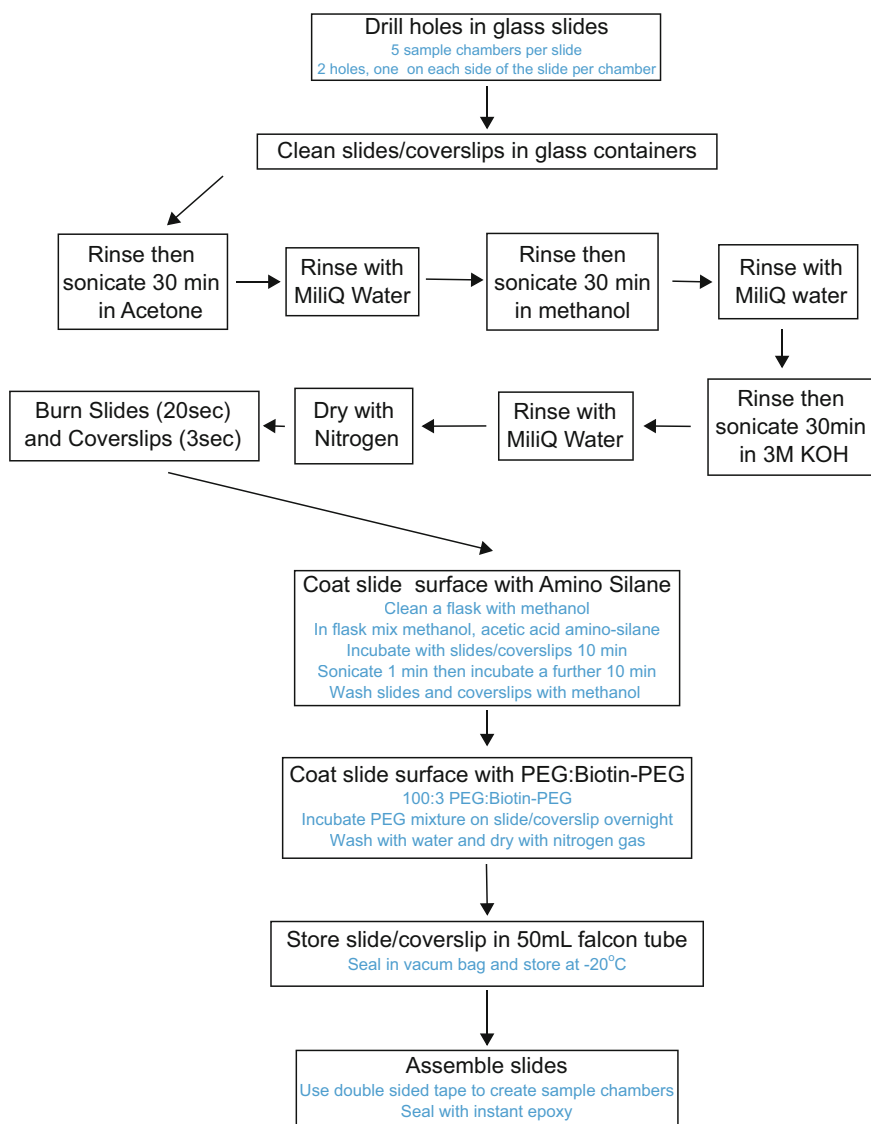 Drill holes in glass slides
5 sample chambers per slide
2 holes, one on each side of the slide per chamber
Clean slides/coverslips in glass containers
Rinse then
sonicate 30 min
in Acetone
Rinse with
MiliQ Water
Rinse then
sonicate 30 min
in methanol
Rinse with
MiliQ water
Rinse then
sonicate 30min
in 3M KOH
Rinse with
MiliQ Water
Dry with
Nitrogen
Burn Slides (20sec)
and Coverslips (3sec)
Coat slide surface with Amino Silane
Clean a flask with methanol
In flask mix methanol, acetic acid amino-silane
Incubate with slides/coverslips 10 min
Sonicate 1 min then incubate a further 10 min
Wash slides and coverslips with methanol
Coat slide surface with PEG:Biotin-PEG
100:3 PEG:Biotin-PEG
Incubate PEG mixture on slide/coverslip overnight
Wash with water and dry with nitrogen gas
Store slide/coverslip in 50mL falcon tube
Seal in vacum bag and store at -20°C
Assemble slides
Use double sided tape to create sample chambers
Seal with instant epoxy